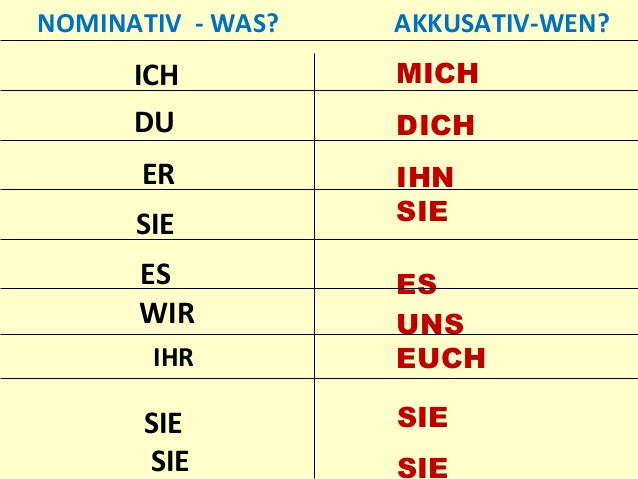 NOMINATIV - WAS? AKKUSATIV-WEN?
ICH MICH
DU DICH
ER IHN
SIE SIE
ES ES
WIR UNS
IHR EUCH
SIE SIE
SIE SIE